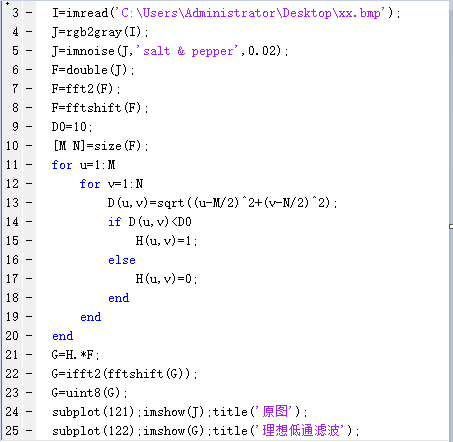 3 - I=imread('C:\Users\Administrator\Desktop\xx.bmp');
4 - J=rgb2gray(I);
5 - J=imnoise(J,'salt & pepper',0.02);
6 - F=double(J);
7 - F=fft2(F);
8 - F=fftshift(F);
9 - D0=10;
10 - [M N]=size(F);
11 - for u=1:M
12 - for v=1:N
13 - D(u,v)=sqrt((u-M/2)^2+(v-N/2)^2);
14 - if D(u,v)<D0
15 - H(u,v)=1;
16 - else
17 - H(u,v)=0;
18 - end
19 - end
20 - end
21 - G=H.*F;
22 - G=ifft2(fftshift(G));
23 - G=uint8(G);
24 - subplot(121);imshow(J);title('原图');
25 - subplot(122);imshow(G);title('理想低通滤波');